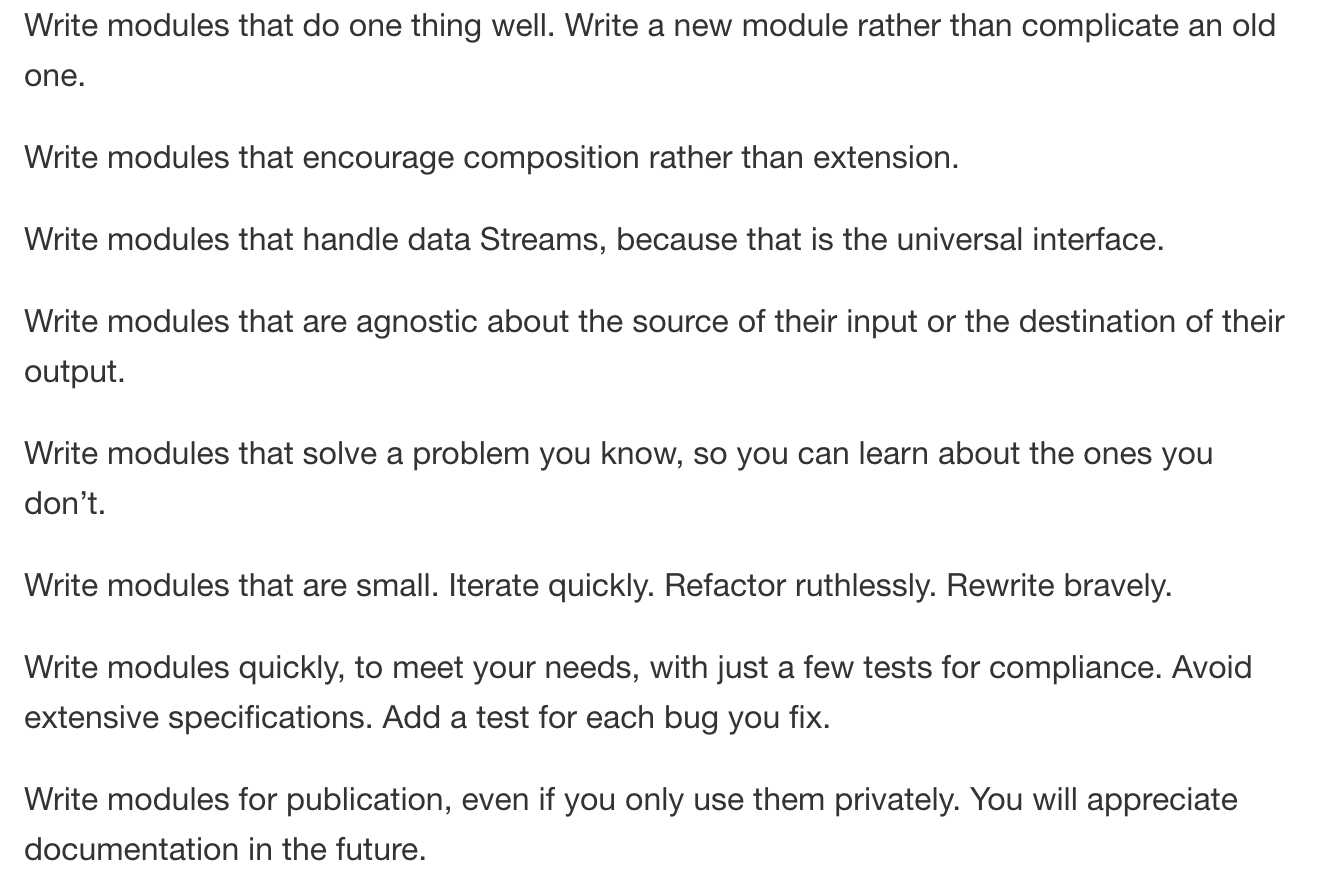 Write modules that do one thing well. Write a new module rather than complicate an old
one.
Write modules that encourage composition rather than extension.
Write modules that handle data Streams, because that is the universal interface.
Write modules that are agnostic about the source of their input or the destination of their
output.
Write modules that solve a problem you know, so you can learn about the ones you
don’t.
Write modules that are small. Iterate quickly. Refactor ruthlessly. Rewrite bravely.
Write modules quickly, to meet your needs, with just a few tests for compliance. Avoid
extensive specifications. Add a test for each bug you fix.
Write modules for publication, even if you only use them privately. You will appreciate
documentation in the future.